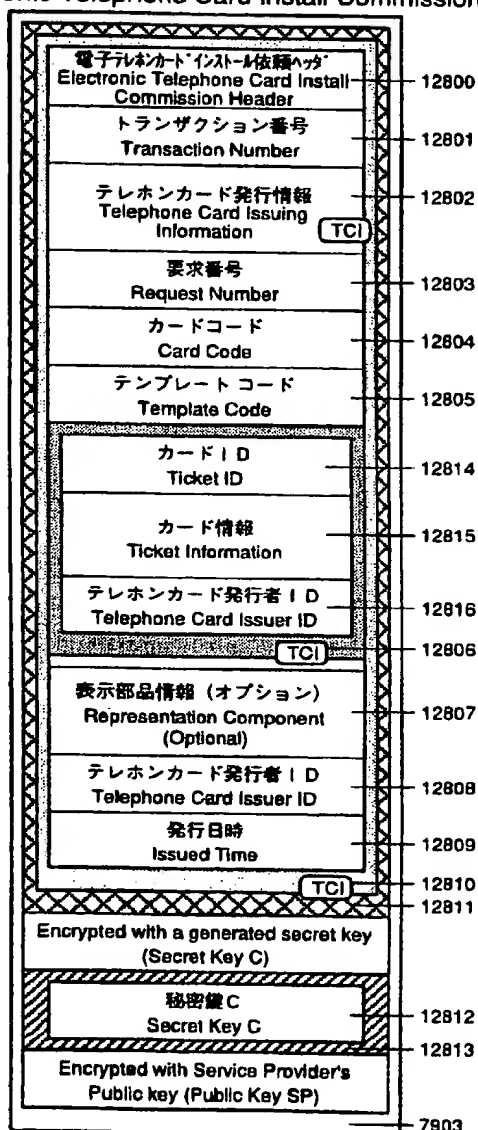 onic Telephone Card Install Commission
電子テレホンカードインストール依頼ヘッダ
Electronic Telephone Card Install
Commission Header
12800
トランザクション番号
Transaction Number
12801
テレホンカード発行情報
Telephone Card Issuing
Information
TCI
12802
要求番号
Request Number
12803
カードコード
Card Code
12804
テンプレート コード
Template Code
12805
カードID
Ticket ID
12814
カード情報
Ticket Information
12815
テレホンカード発行者ID
Telephone Card Issuer ID
12816
TCI
12806
表示部品情報（オプション）
Representation Component
(Optional)
12807
テレホンカード発行者ID
Telephone Card Issuer ID
12808
発行日時
Issued Time
12809
TCI
12810
12811
Encrypted with a generated secret key
(Secret Key C)
秘密鍵C
Secret Key C
12812
12813
Encrypted with Service Provider's
Public key (Public Key SP)
7903